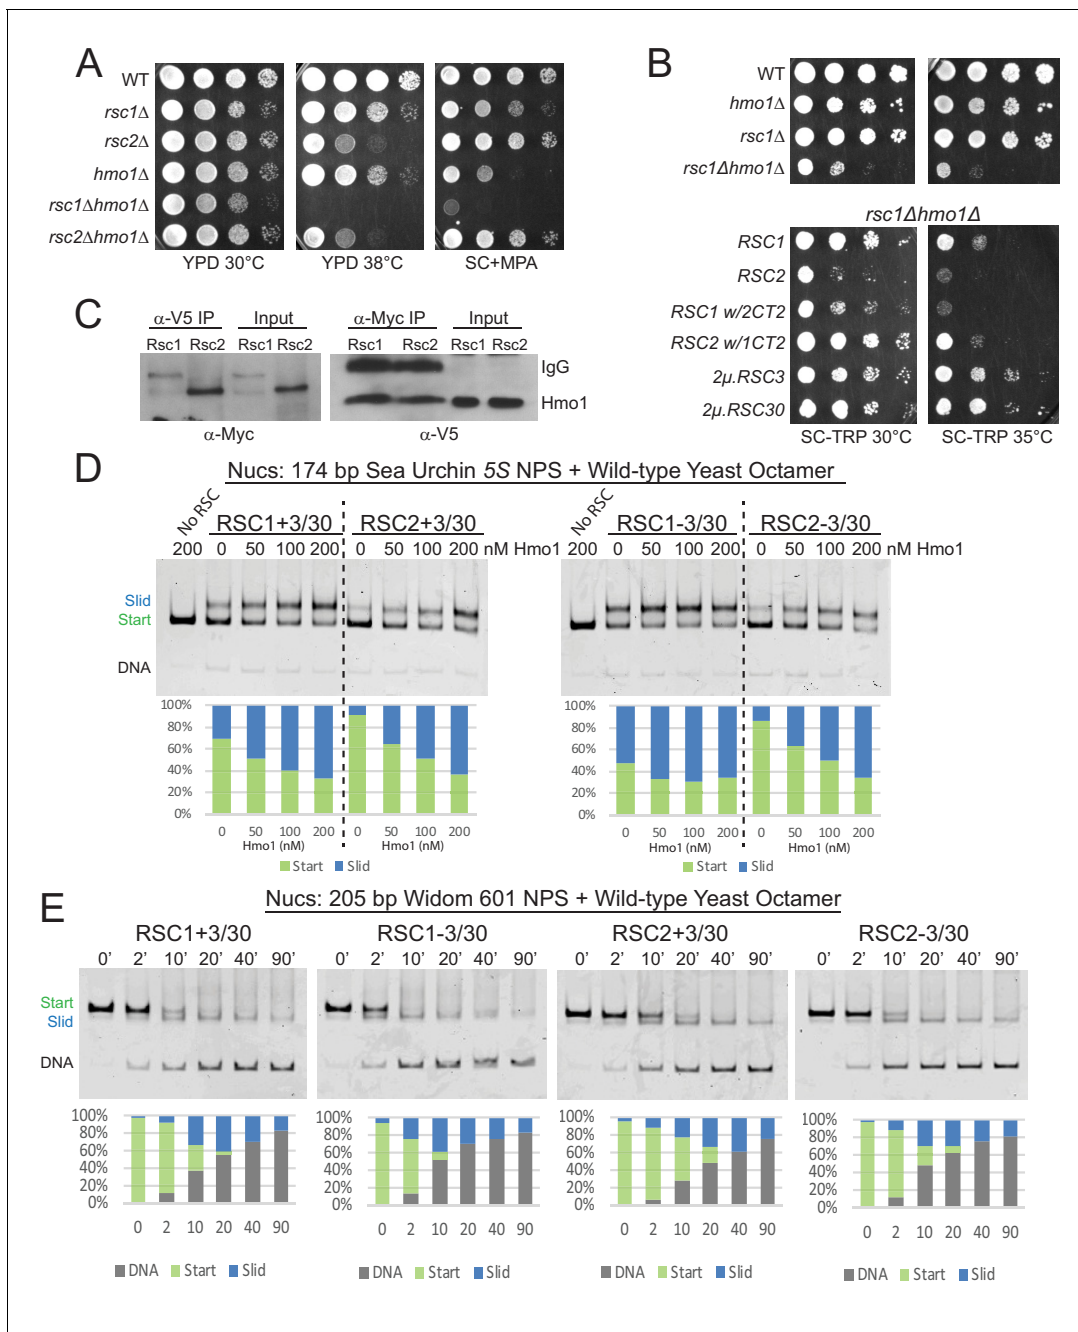 A
WT
rsc1Δ
rsc2Δ
hmo1Δ
rsc1Δhmo1Δ
rsc2Δhmo1Δ
YPD 30°C YPD 38°C SC+MPA
B
WT
hmo1Δ
rsc1Δ
rsc1Δhmo1Δ
rsc1Δhmo1Δ
RSC1
RSC2
RSC1 w/2CT2
RSC2 w/1CT2
2µ.RSC3
2µ.RSC30
SC-TRP 30°C SC-TRP 35°C
C
α-V5 IP Input α-Myc IP Input
Rsc1 Rsc2 Rsc1 Rsc2 Rsc1 Rsc2 Rsc1 Rsc2
IgG
Hmo1
α-Myc α-V5
D
Nucs: 174 bp Sea Urchin 5S NPS + Wild-type Yeast Octamer
No RSC RSC1+3/30 RSC2+3/30 No RSC RSC1-3/30 RSC2-3/30
200 0 50 100 200 0 50 100 200 nM Hmo1 200 0 50 100 200 0 50 100 200 nM Hmo1
Slid
Start
DNA
100% 100%
80% 80%
60% 60%
40% 40%
20% 20%
0% 0%
0 50 100 200 0 50 100 200 0 50 100 200 0 50 100 200
Hmo1 (nM) Hmo1 (nM) Hmo1 (nM) Hmo1 (nM)
Start Slid Start Slid
E
Nucs: 205 bp Widom 601 NPS + Wild-type Yeast Octamer
RSC1+3/30 RSC1-3/30 RSC2+3/30 RSC2-3/30
0' 2' 10' 20' 40' 90' 0' 2' 10' 20' 40' 90' 0' 2' 10' 20' 40' 90' 0' 2' 10' 20' 40' 90'
Start
Slid
DNA
100% 100% 100% 100%
80% 80% 80% 80%
60% 60% 60% 60%
40% 40% 40% 40%
20% 20% 20% 20%
0% 0% 0% 0%
0 2 10 20 40 90 0 2 10 20 40 90 0 2 10 20 40 90 0 2 10 20 40 90
DNA Start Slid DNA Start Slid DNA Start Slid DNA Start Slid